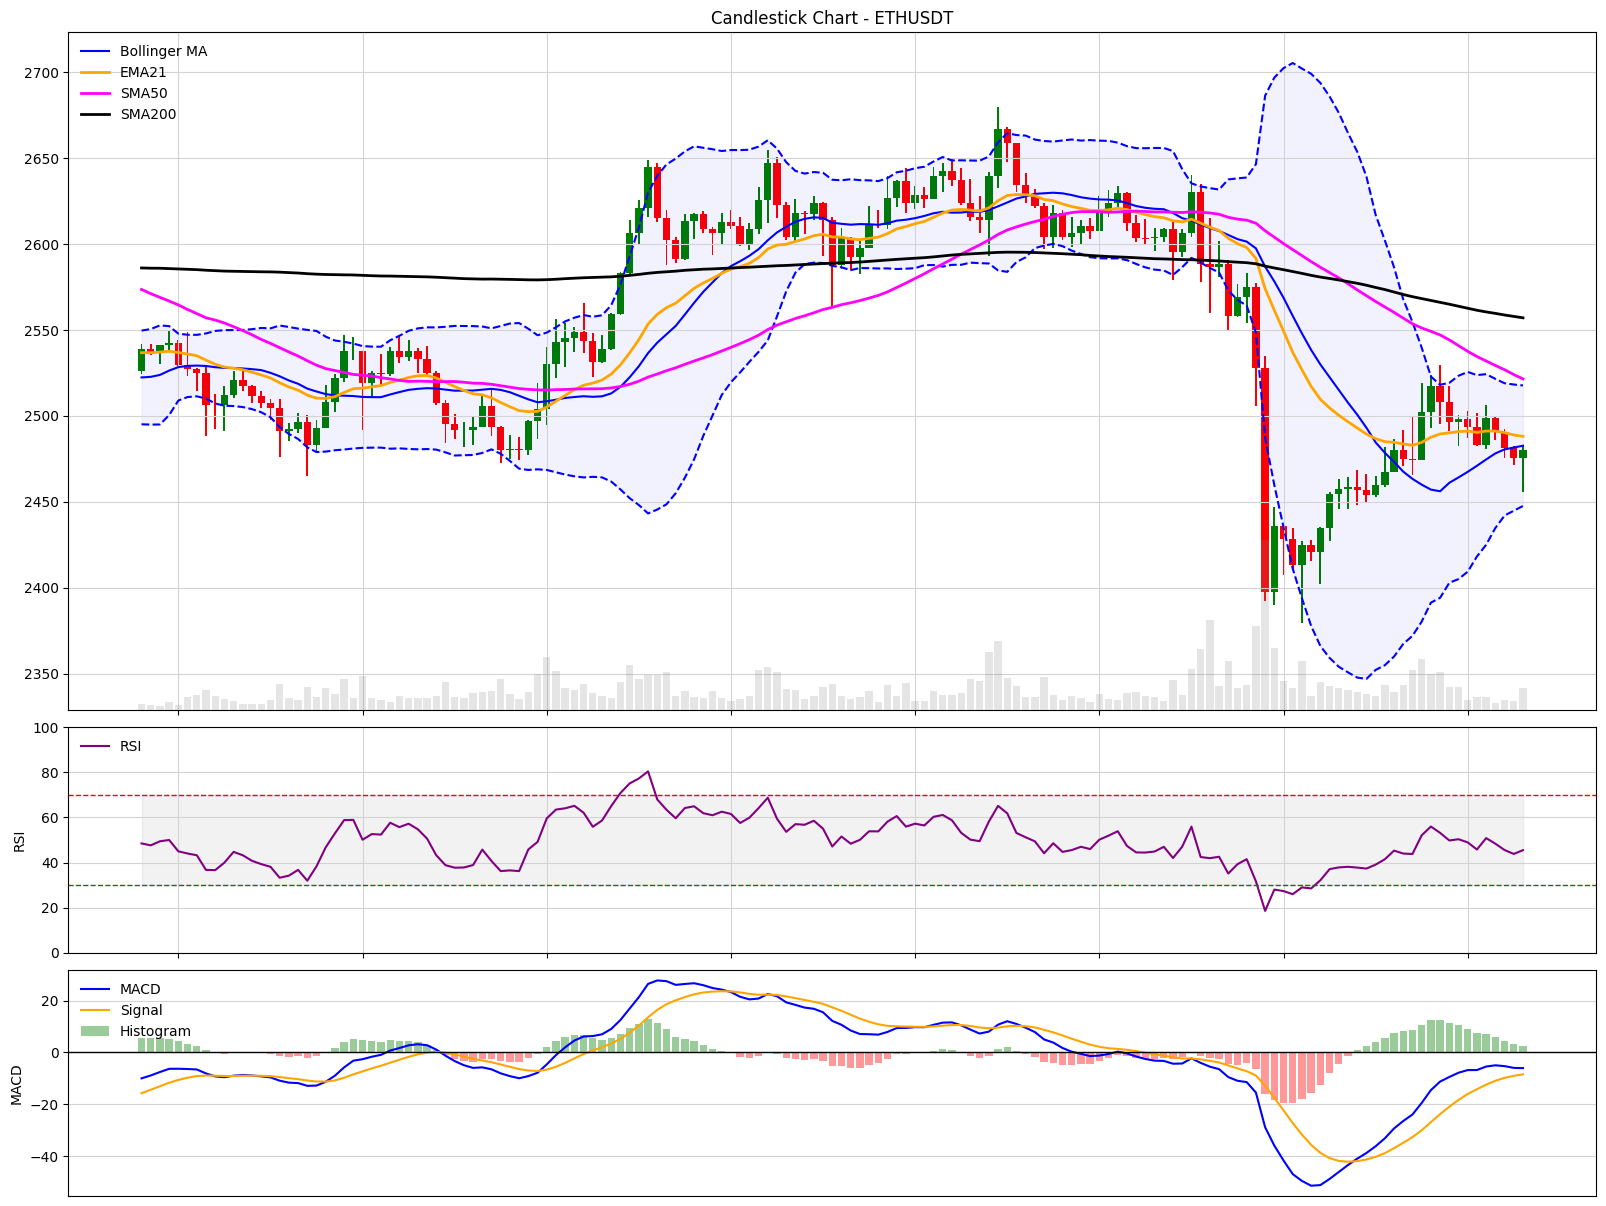 Candlestick Chart - ETHUSDT
Bollinger MA
EMA21
SMA50
SMA200
2700
2650
2600
2550
2500
2450
2400
2350
RSI
100
80
60
40
20
0
RSI
MACD
Signal
Histogram
20
0
−20
−40
MACD